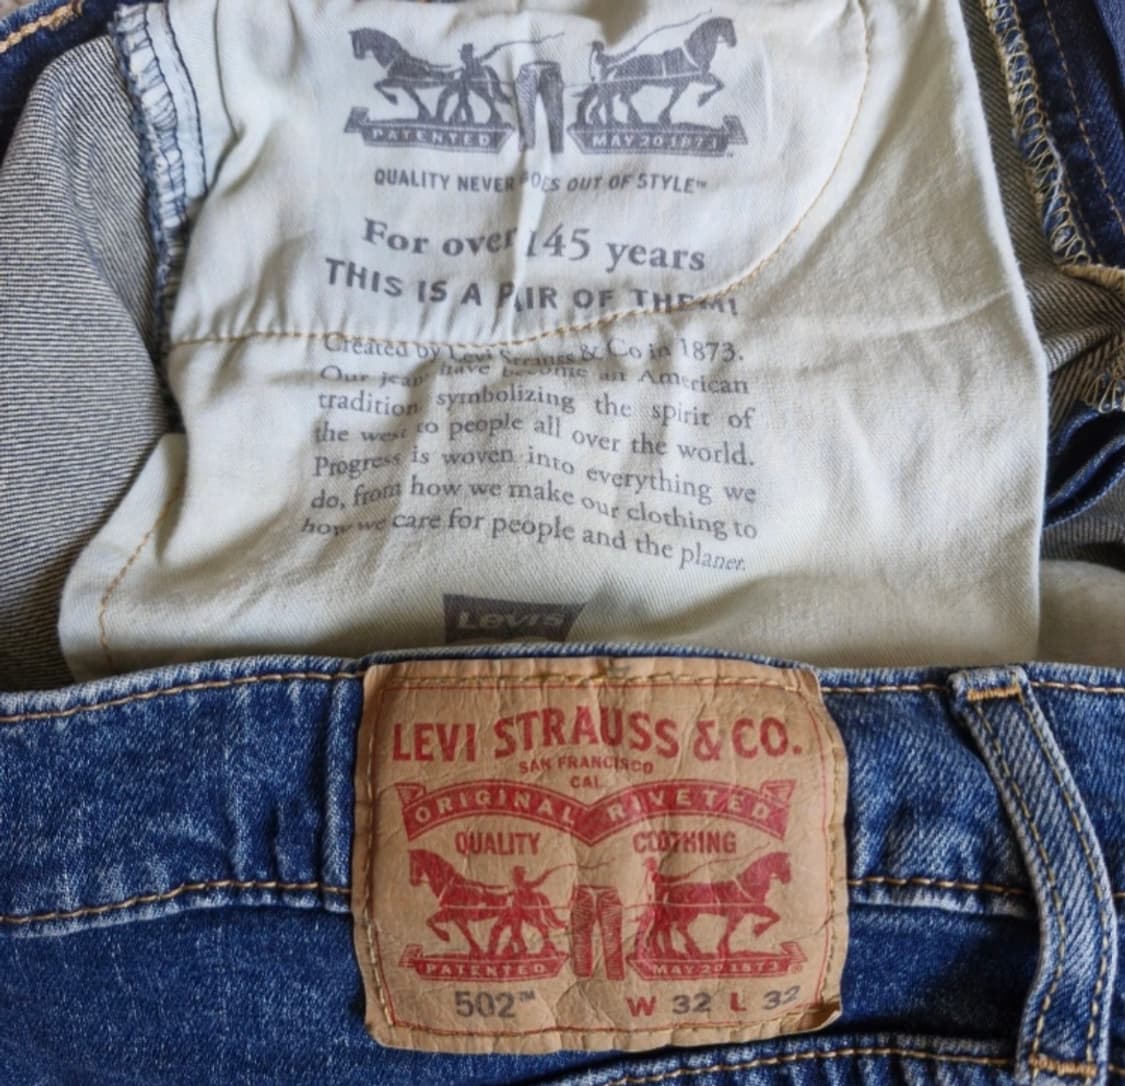 PATENTED MAY 20 1873
QUALITY NEVER GOES OUT OF STYLE™
For over 145 years
THIS IS A PAIR OF THEM!
Created by Levi Strauss & Co in 1873.
Our jeans have become an American
tradition symbolizing the spirit of
the west to people all over the world.
Progress is woven into everything we
do, from how we make our clothing to
how we care for people and the planet.
Levi's
LEVI STRAUSS & CO.
SAN FRANCISCO
CAL
ORIGINAL RIVETED
QUALITY CLOTHING
PATENTED MAY 20 1873
502™ W 32 L 32